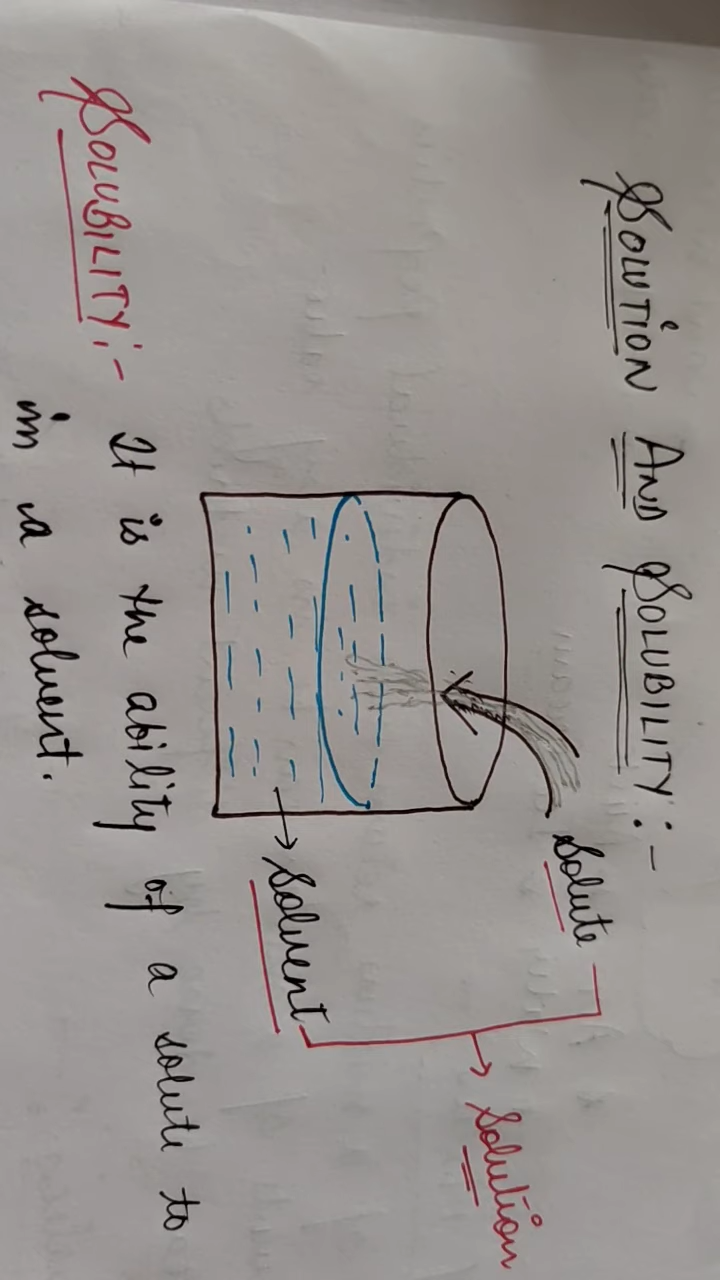 SOLUTION AND SOLUBILITY:-
Solute
Solution
Solvent
SOLUBILITY:- It is the ability of a solute to
in a solvent.